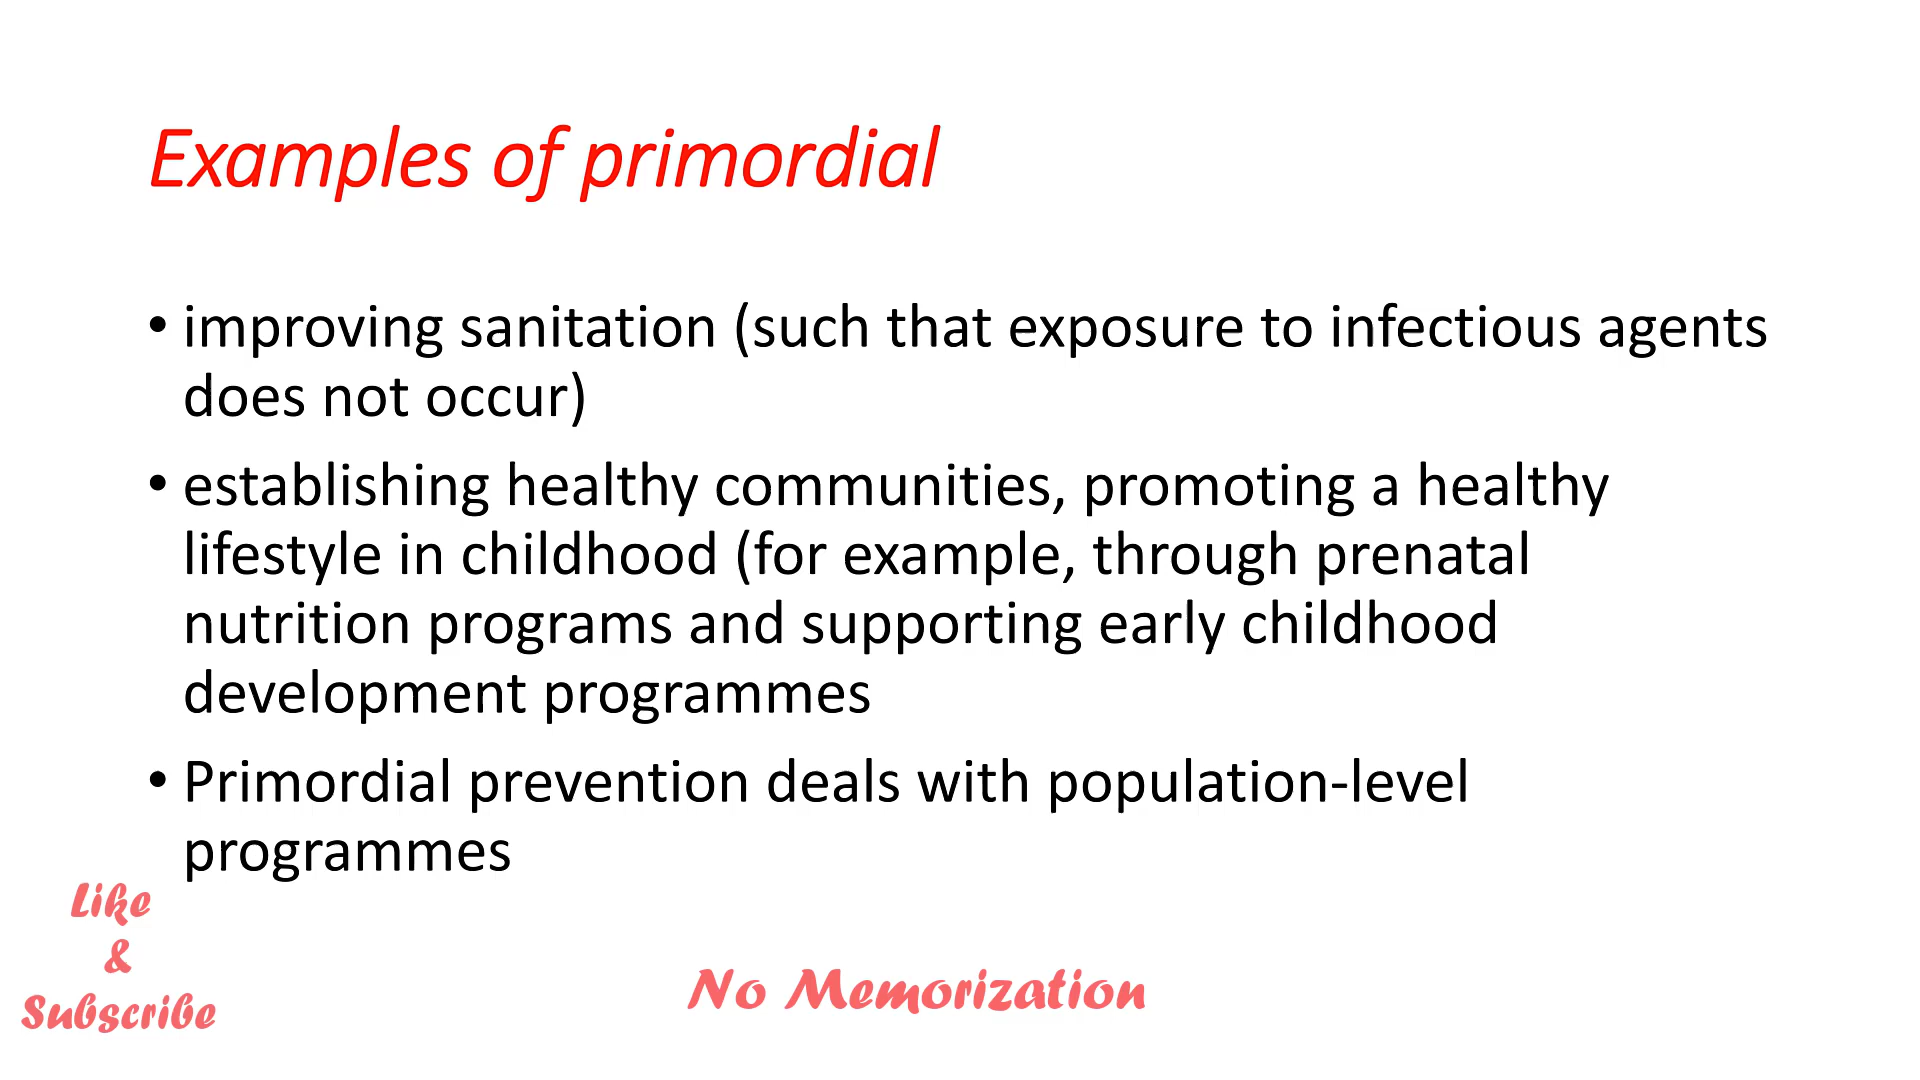 Examples of primordial
• improving sanitation (such that exposure to infectious agents
does not occur)
• establishing healthy communities, promoting a healthy
lifestyle in childhood (for example, through prenatal
nutrition programs and supporting early childhood
development programmes
• Primordial prevention deals with population-level
programmes
Like
&
Subscribe
No Memorization